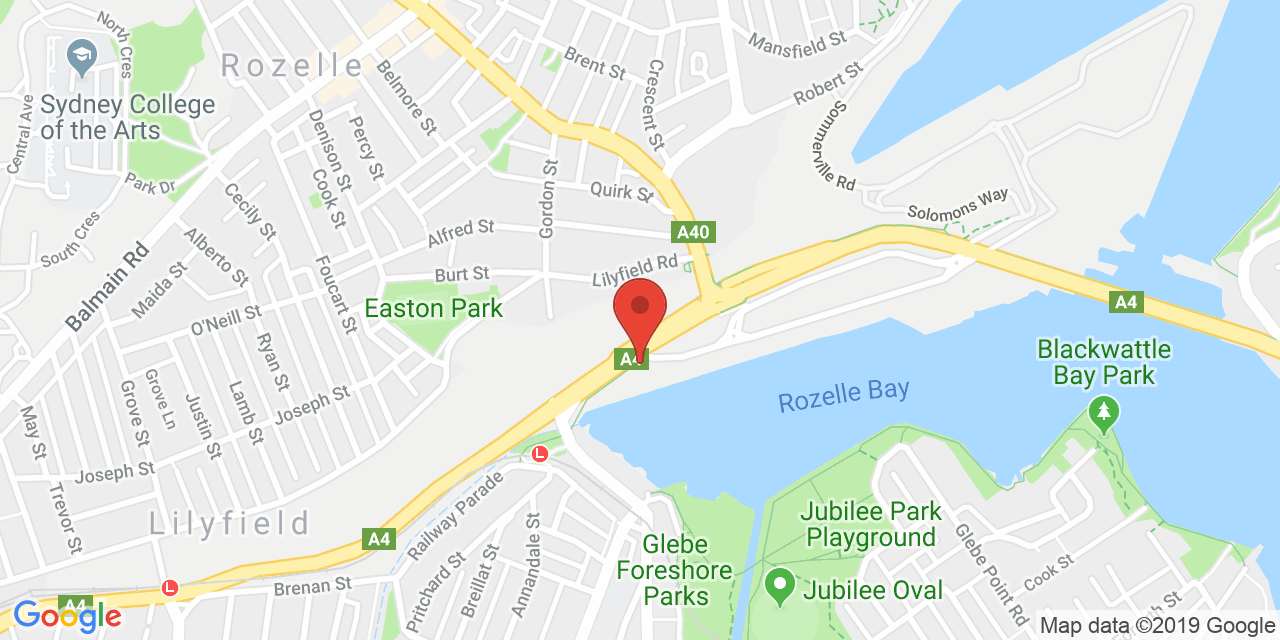 North Cres
Mansfield St
Rozelle
Brent St
Crescent St
Robert St
Belmore St
Sydney College
of the Arts
Central Ave
Denison St
Percy St
Sommerville Rd
Park Dr
Cook St
Quirk St
Gordon St
Cecily St
Solomons Way
South Cres
Alfred St
A40
Balmain Rd
Alberto St
Maida St
Foucart St
Burt St
Lilyfield Rd
Easton Park
A4
O'Neill St
Ryan St
A4
Blackwattle
Bay Park
Rozelle Bay
Grove Ln
Grove St
Justin St
Lamb St
Joseph St
May St
Joseph St
L
Trevor St
Railway Parade
Lilyfield
A4
Annandale St
Jubilee Park
Playground
Glebe Point Rd
Glebe
Foreshore
Parks
Pritchard St
Breillat St
Cook St
L
Brenan St
Jubilee Oval
A4
Google
th St
Map data ©2019 Google